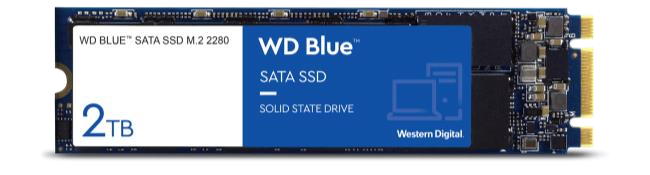 WD BLUE™ SATA SSD M.2 2280
2TB
WD Blue™
SATA SSD
SOLID STATE DRIVE
Western Digital.